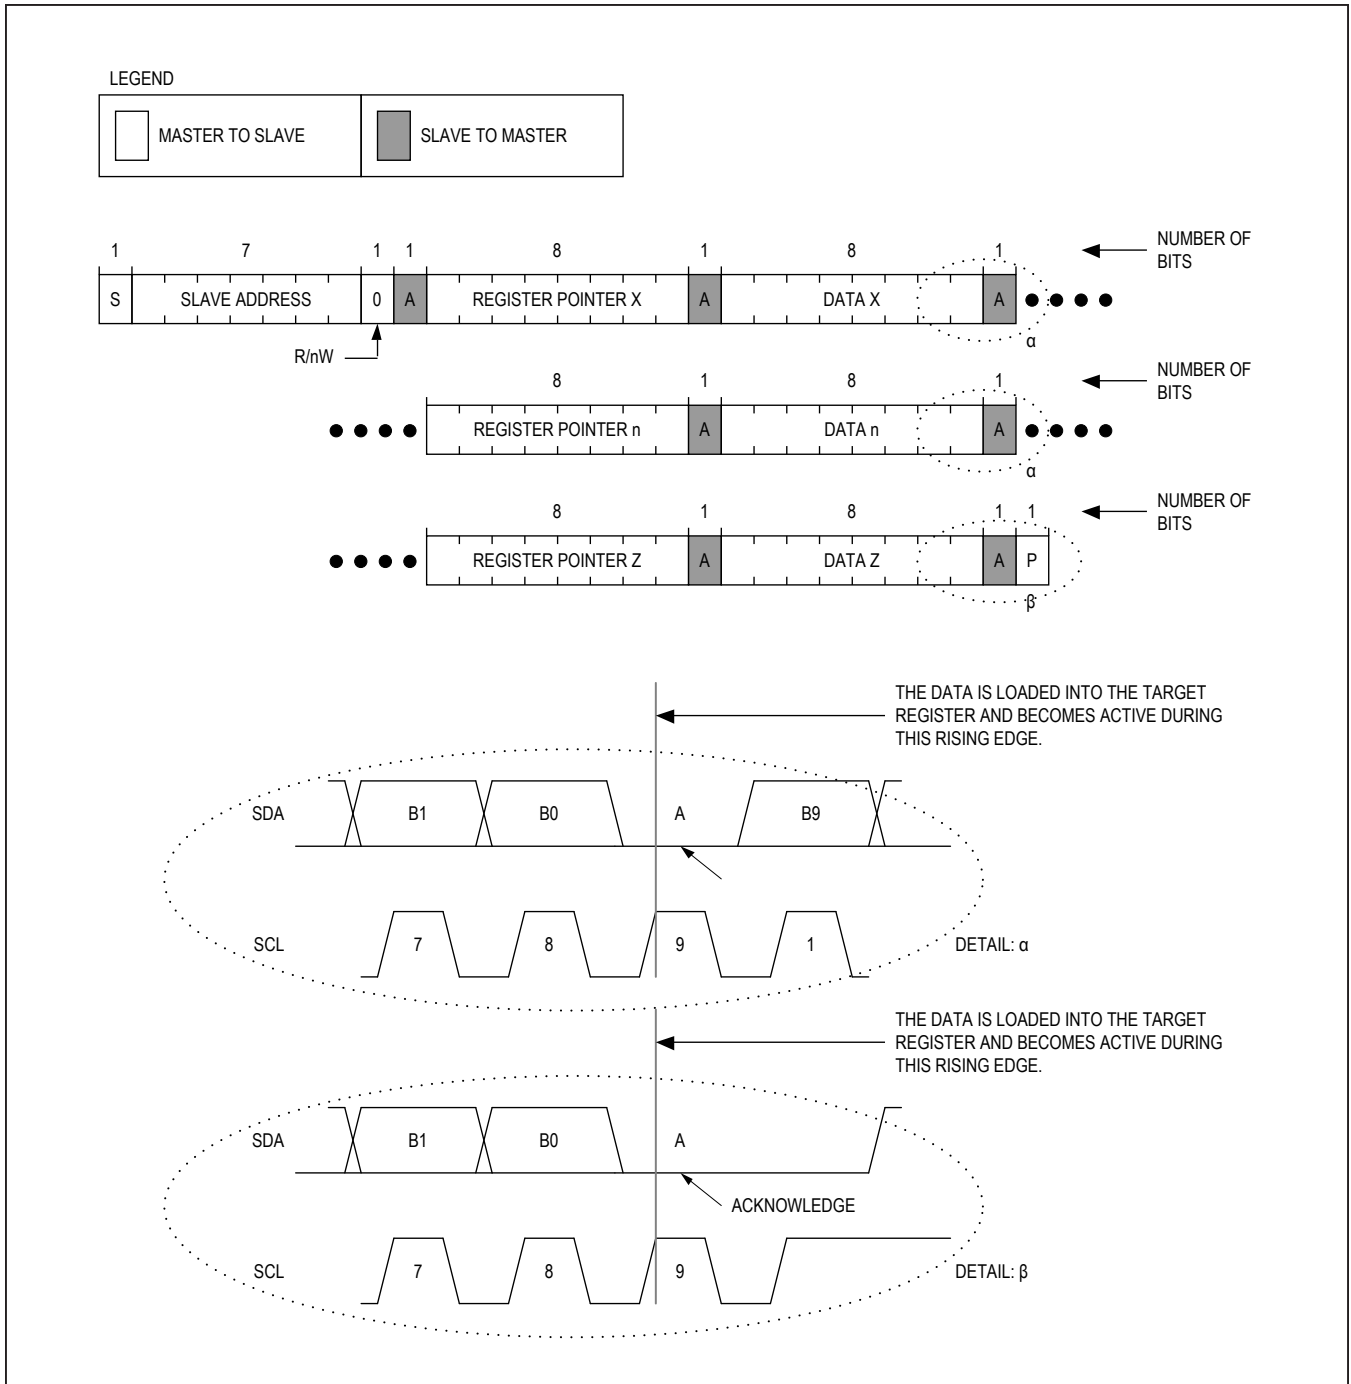 LEGEND
MASTER TO SLAVE SLAVE TO MASTER
1 7 1 1 8 1 8 1 NUMBER OF
BITS
S SLAVE ADDRESS 0 A REGISTER POINTER X A DATA X A
α
R/nW
8 1 8 1 NUMBER OF
BITS
REGISTER POINTER n A DATA n A
α
8 1 8 1 1 NUMBER OF
BITS
REGISTER POINTER Z A DATA Z A P
β
THE DATA IS LOADED INTO THE TARGET
REGISTER AND BECOMES ACTIVE DURING
THIS RISING EDGE.
SDA B1 B0 A B9
SCL 7 8 9 1 DETAIL: α
THE DATA IS LOADED INTO THE TARGET
REGISTER AND BECOMES ACTIVE DURING
THIS RISING EDGE.
SDA B1 B0 A
ACKNOWLEDGE
SCL 7 8 9 DETAIL: β